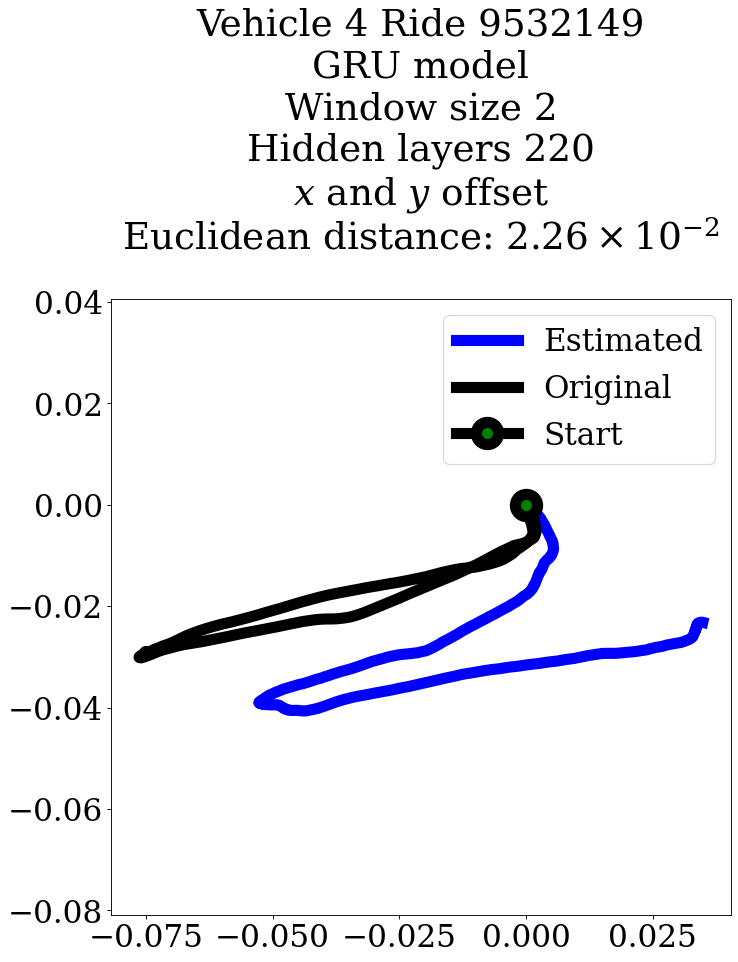 Vehicle 4 Ride 9532149
GRU model
Window size 2
Hidden layers 220
x and y offset
Euclidean distance: 2.26 × 10⁻²
Estimated
Original
Start
0.04
0.02
0.00
−0.02
−0.04
−0.06
−0.08
−0.075 −0.050 −0.025 0.000 0.025